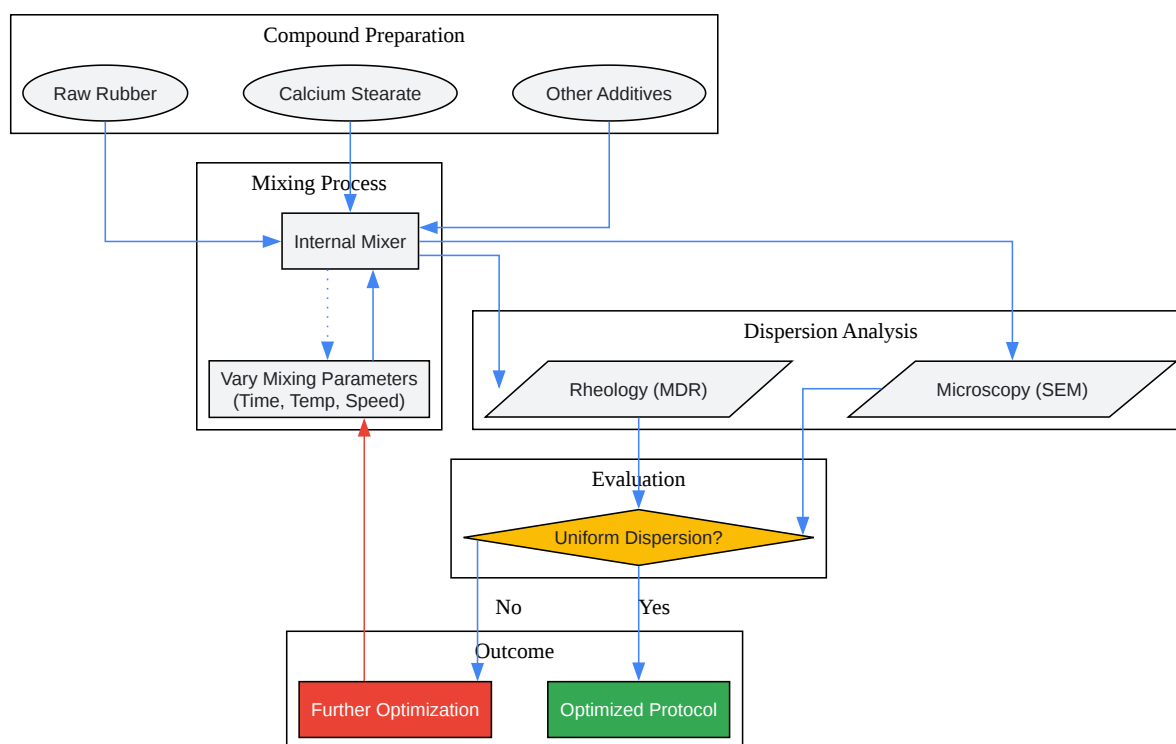 Compound Preparation
Raw Rubber
Calcium Stearate
Other Additives
Mixing Process
Internal Mixer
Vary Mixing Parameters
(Time, Temp, Speed)
Dispersion Analysis
Rheology (MDR)
Microscopy (SEM)
Evaluation
Uniform Dispersion?
No
Yes
Outcome
Further Optimization
Optimized Protocol